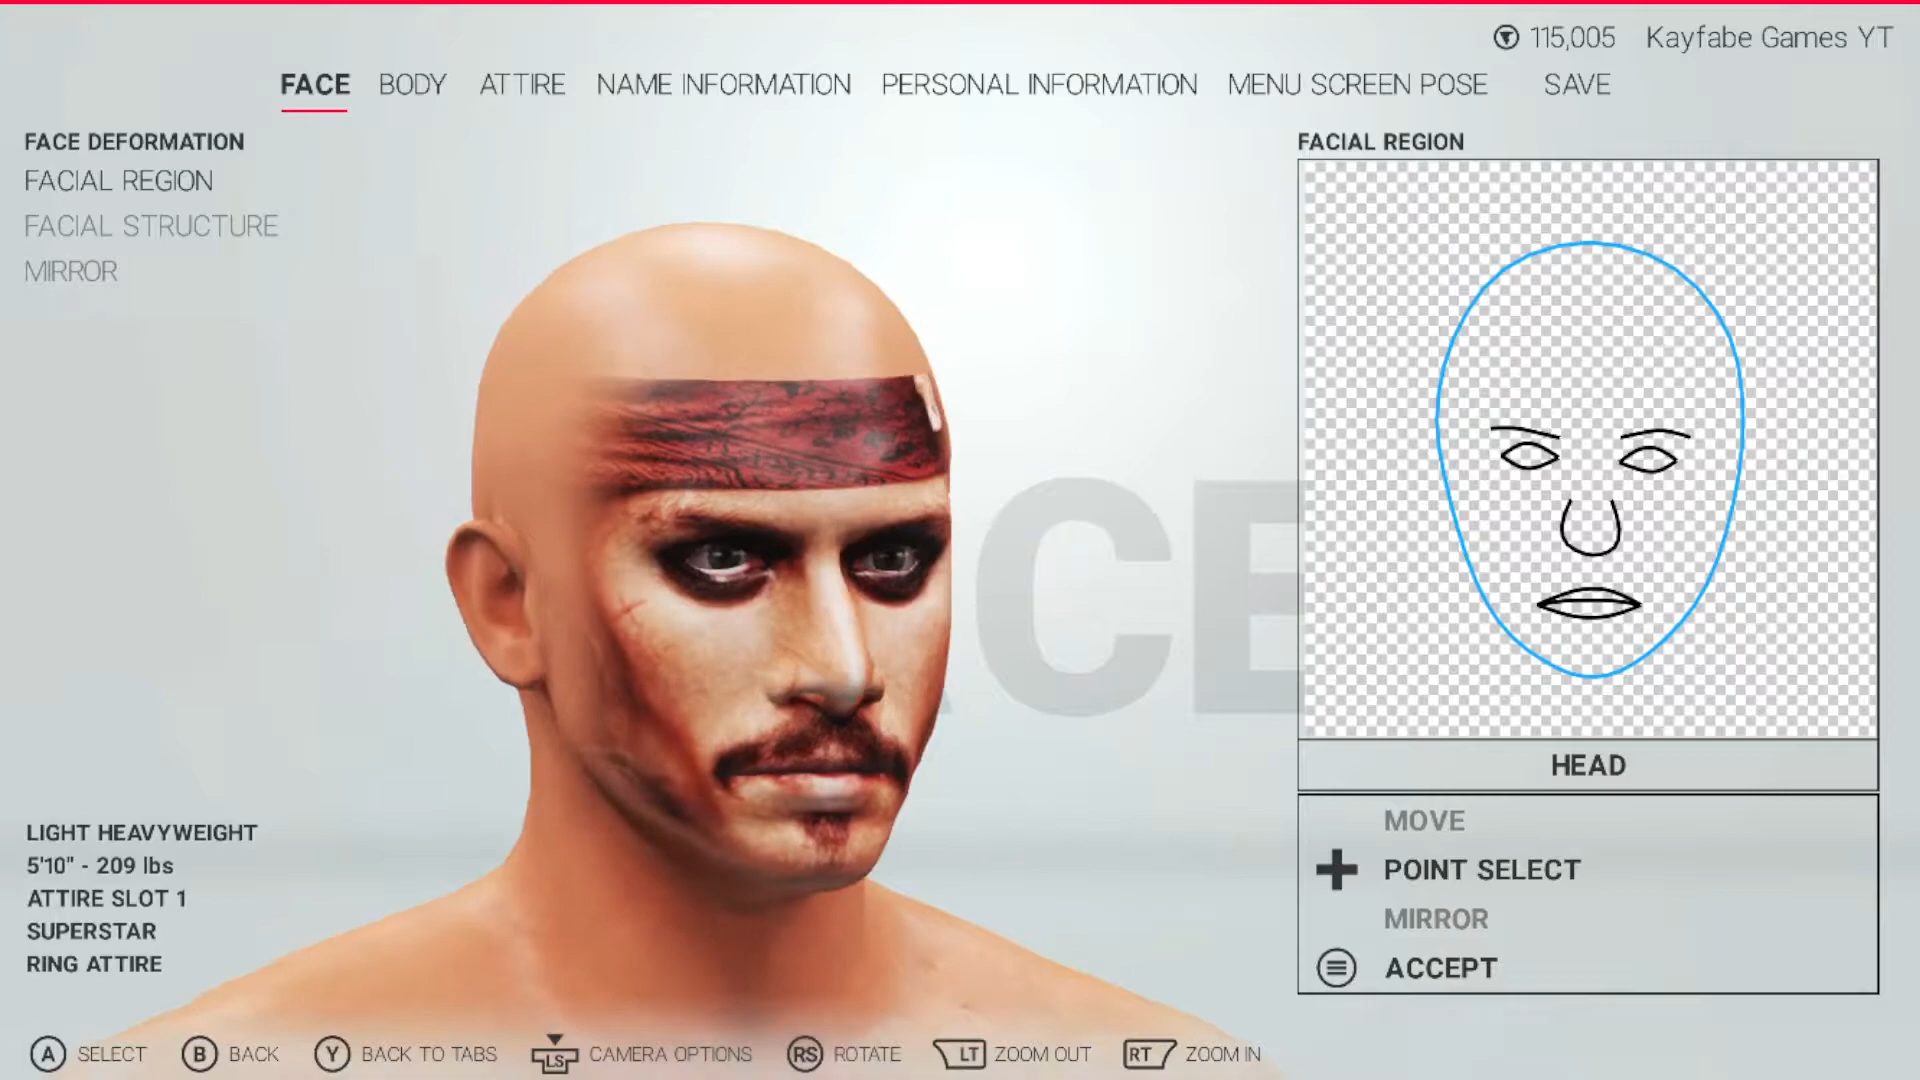 115,005 Kayfabe Games YT
FACE BODY ATTIRE NAME INFORMATION PERSONAL INFORMATION MENU SCREEN POSE SAVE
FACE DEFORMATION
FACIAL REGION
FACIAL STRUCTURE
MIRROR
FACIAL REGION
CE
HEAD
MOVE
POINT SELECT
MIRROR
ACCEPT
LIGHT HEAVYWEIGHT
5'10" - 209 lbs
ATTIRE SLOT 1
SUPERSTAR
RING ATTIRE
A SELECT B BACK Y BACK TO TABS LS CAMERA OPTIONS RS ROTATE LT ZOOM OUT RT ZOOM IN